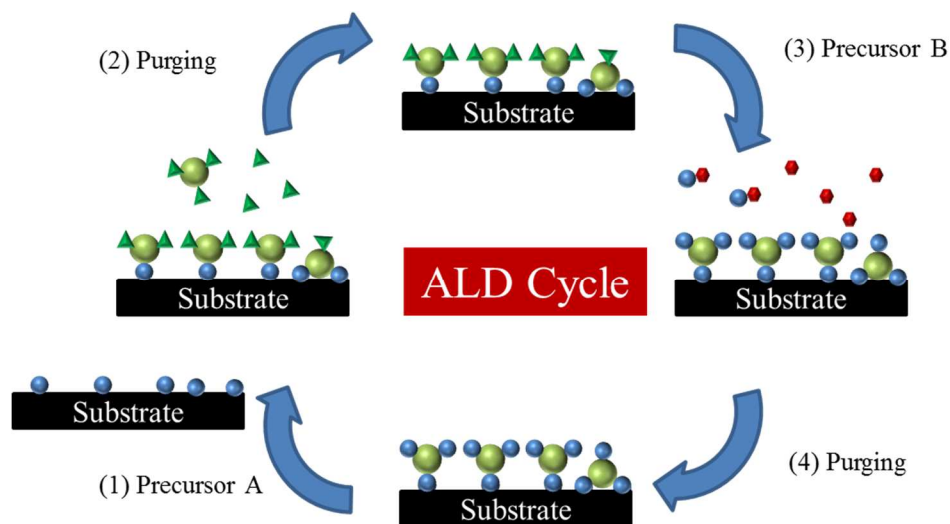 (2) Purging
Substrate
(3) Precursor B
Substrate
ALD Cycle
Substrate
Substrate
(1) Precursor A
Substrate
(4) Purging